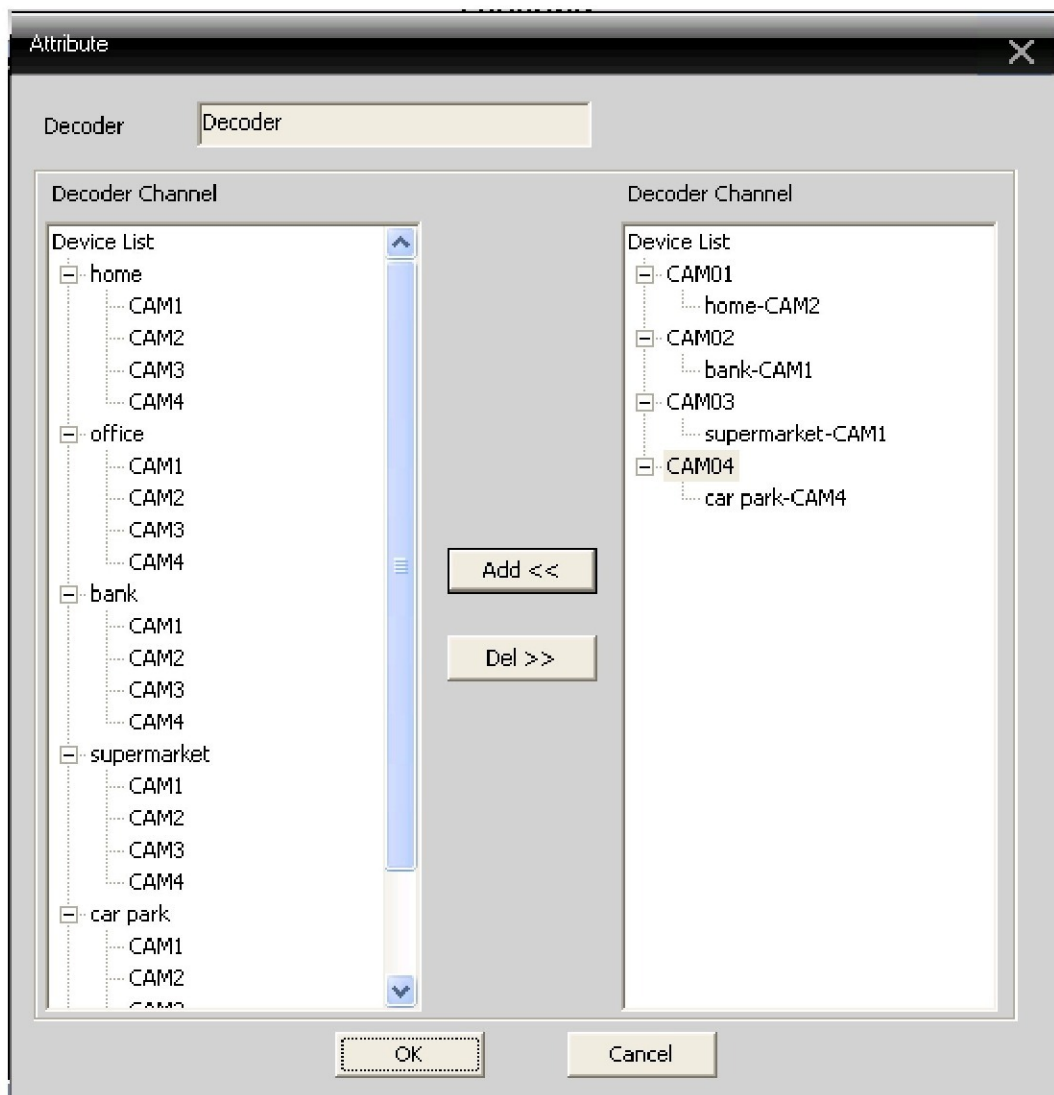 Attribute
Decoder
Decoder
Decoder Channel
Device List
home
CAM1
CAM2
CAM3
CAM4
office
CAM1
CAM2
CAM3
CAM4
bank
CAM1
CAM2
CAM3
CAM4
supermarket
CAM1
CAM2
CAM3
CAM4
car park
CAM1
CAM2
Add <<
Del >>
Decoder Channel
Device List
CAM01
home-CAM2
CAM02
bank-CAM1
CAM03
supermarket-CAM1
CAM04
car park-CAM4
OK
Cancel